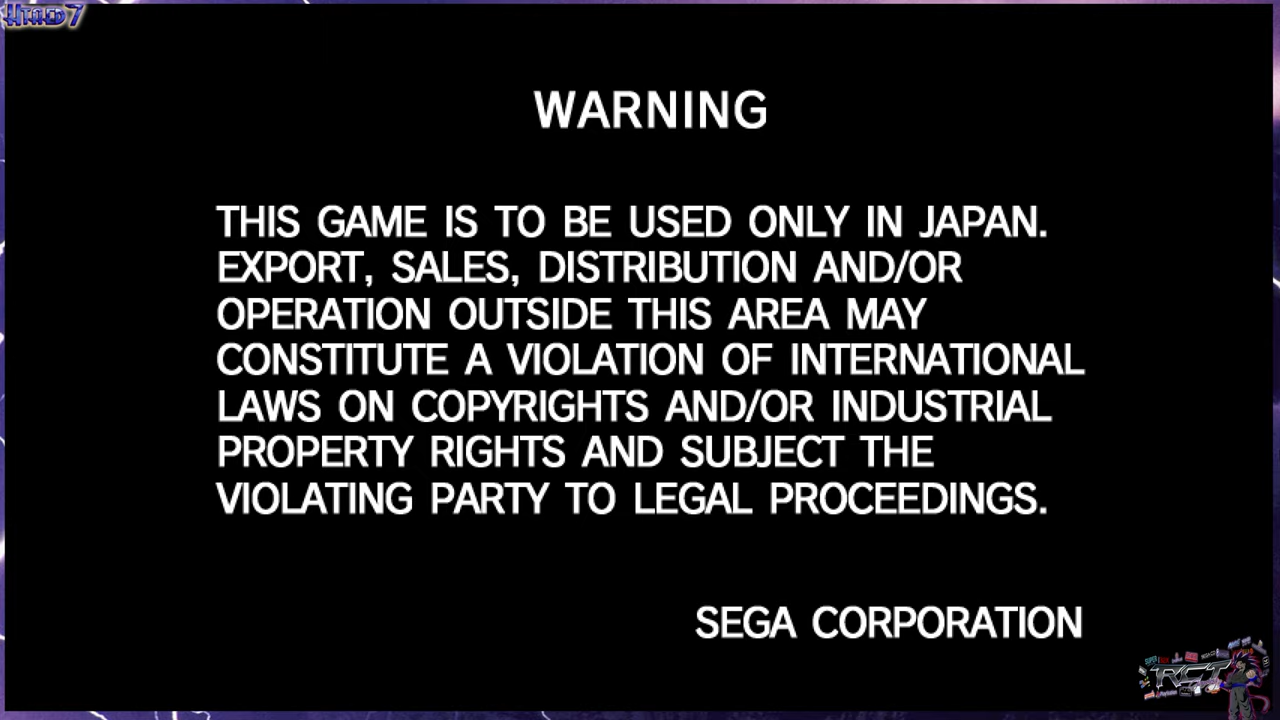 WARNING
THIS GAME IS TO BE USED ONLY IN JAPAN.
EXPORT, SALES, DISTRIBUTION AND/OR
OPERATION OUTSIDE THIS AREA MAY
CONSTITUTE A VIOLATION OF INTERNATIONAL
LAWS ON COPYRIGHTS AND/OR INDUSTRIAL
PROPERTY RIGHTS AND SUBJECT THE
VIOLATING PARTY TO LEGAL PROCEEDINGS.
SEGA CORPORATION
RGT